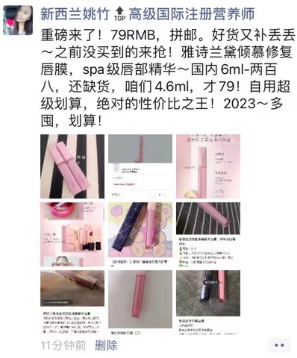 新西兰姚竹⬆高级国际注册营养师
重磅来了！79RMB，拼邮。好货又补丢丢
～之前没买到的来抢！雅诗兰黛倾慕修复
唇膜，spa级唇部精华～国内6ml-两百
八，还缺货，咱们4.6ml，才79！自用超
级划算，绝对的性价比之王！2023～多
囤，划算！
11分钟前 删除